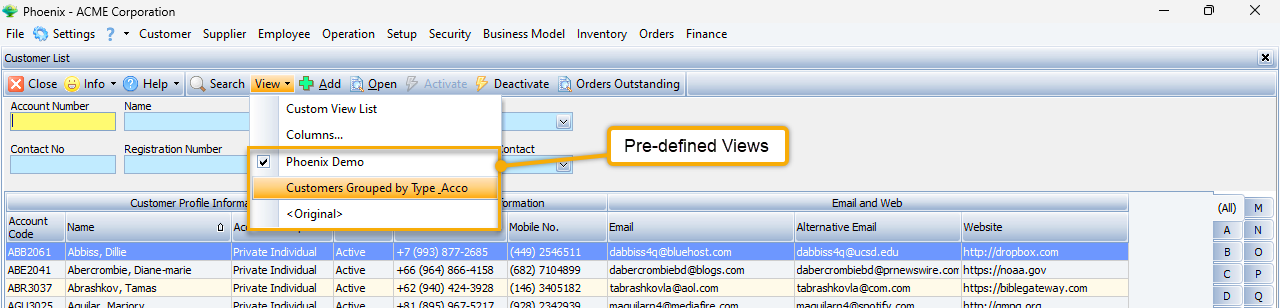 Phoenix - ACME Corporation
File Settings ? Customer Supplier Employee Operation Setup Security Business Model Inventory Orders Finance
Customer List
Close Info Help Search View Add Open Activate Deactivate Orders Outstanding
Account Number Name
Custom View List
Columns...
Contact No Registration Number
Phoenix Demo
Customers Grouped by Type _Acco
<Original>
Pre-defined Views
Customer Profile Informa Email and Web
Account Code Name Mobile No. Email Alternative Email Website
(All) M
A N
B O
C P
D Q
ABB2061 Abbiss, Dillie Private Individual Active +7 (993) 877-2685 (449) 2546511 dabbiss4q@bluehost.com dabbiss4q@ucsd.edu http://dropbox.com
ABE2041 Abercrombie, Diane-marie Private Individual Active +66 (964) 866-4158 (682) 7104899 dabercrombiebd@blogs.com dabercrombiebd@prnewswire.com https://noaa.gov
ABR3037 Abrashkov, Tamas Private Individual Active +62 (940) 424-3928 (146) 3405182 tabrashkovla@aol.com tabrashkovla@com.com https://biblegateway.com
AGU3025 Aguilar, Marjory Private Individual Active +81 (895) 967-5217 (928) 2342939 maguilarn4@mediafire.com maguilarn4@spotify.com http://gmpg.org